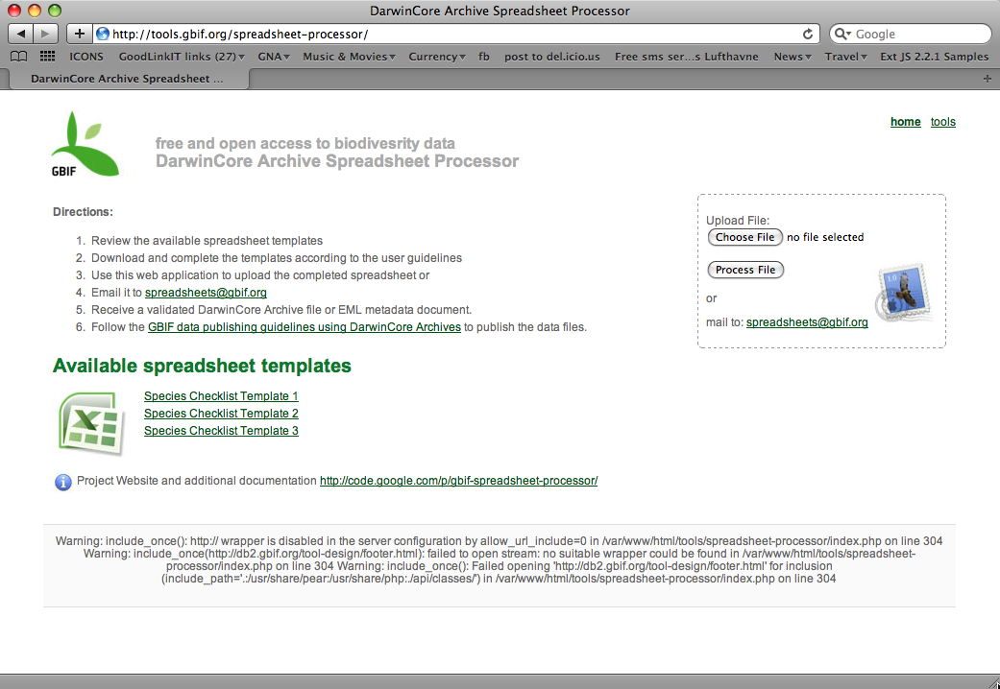 DarwinCore Archive Spreadsheet Processor
http://tools.gbif.org/spreadsheet-processor/
Google
ICONS GoodLinkIT links (27) GNA Music & Movies Currency fb post to del.icio.us Free sms ser...s Lufthavne News Travel Ext JS 2.2.1 Samples
DarwinCore Archive Spreadsheet ...
home tools
GBIF
free and open access to biodivesrity data
DarwinCore Archive Spreadsheet Processor
Directions:
1. Review the available spreadsheet templates
2. Download and complete the templates according to the user guidelines
3. Use this web application to upload the completed spreadsheet or
4. Email it to spreadsheets@gbif.org
5. Receive a validated DarwinCore Archive file or EML metadata document.
6. Follow the GBIF data publishing guidelines using DarwinCore Archives to publish the data files.
Upload File:
Choose File no file selected
Process File
or
mail to: spreadsheets@gbif.org
1.0
Available spreadsheet templates
Species Checklist Template 1
Species Checklist Template 2
Species Checklist Template 3
Project Website and additional documentation http://code.google.com/p/gbif-spreadsheet-processor/
Warning: include_once(): http:// wrapper is disabled in the server configuration by allow_url_include=0 in /var/www/html/tools/spreadsheet-processor/index.php on line 304
Warning: include_once(http://db2.gbif.org/tool-design/footer.html): failed to open stream: no suitable wrapper could be found in /var/www/html/tools/spreadsheet-
processor/index.php on line 304 Warning: include_once(): Failed opening 'http://db2.gbif.org/tool-design/footer.html' for inclusion
(include_path='.:/usr/share/pear:/usr/share/php:./api/classes/') in /var/www/html/tools/spreadsheet-processor/index.php on line 304